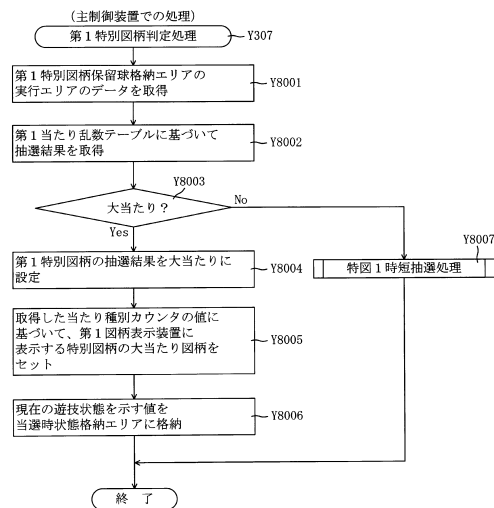 (主制御装置での処理)
第1特別図柄判定処理
Y307
第1特別図柄保留球格納エリアの
実行エリアのデータを取得
Y8001
第1当たり乱数テーブルに基づいて
抽選結果を取得
Y8002
Y8003
大当たり?
No
Yes
第1特別図柄の抽選結果を大当たりに
設定
Y8004
Y8007
特図1時短抽選処理
取得した当たり種別カウンタの値に
基づいて、第1図柄表示装置に
表示する特別図柄の大当たり図柄を
セット
Y8005
現在の遊技状態を示す値を
当選時状態格納エリアに格納
Y8006
終 了